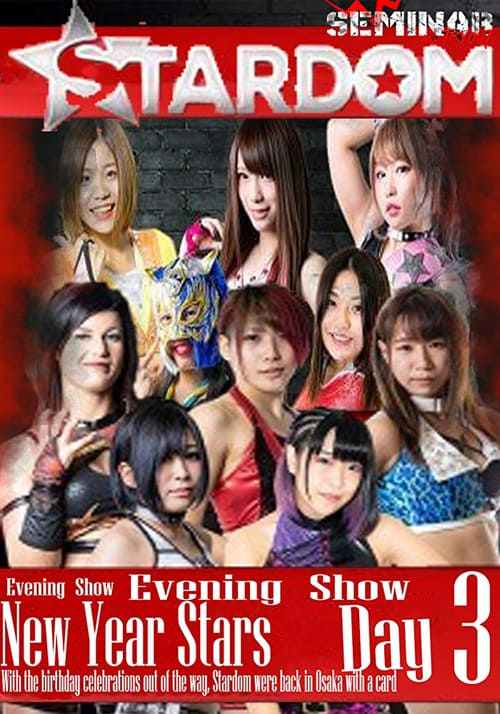 SEMINAR
STARDOM
Evening Show Evening Show
New Year Stars Day 3
With the birthday celebrations out of the way, Stardom were back in Osaka with a card